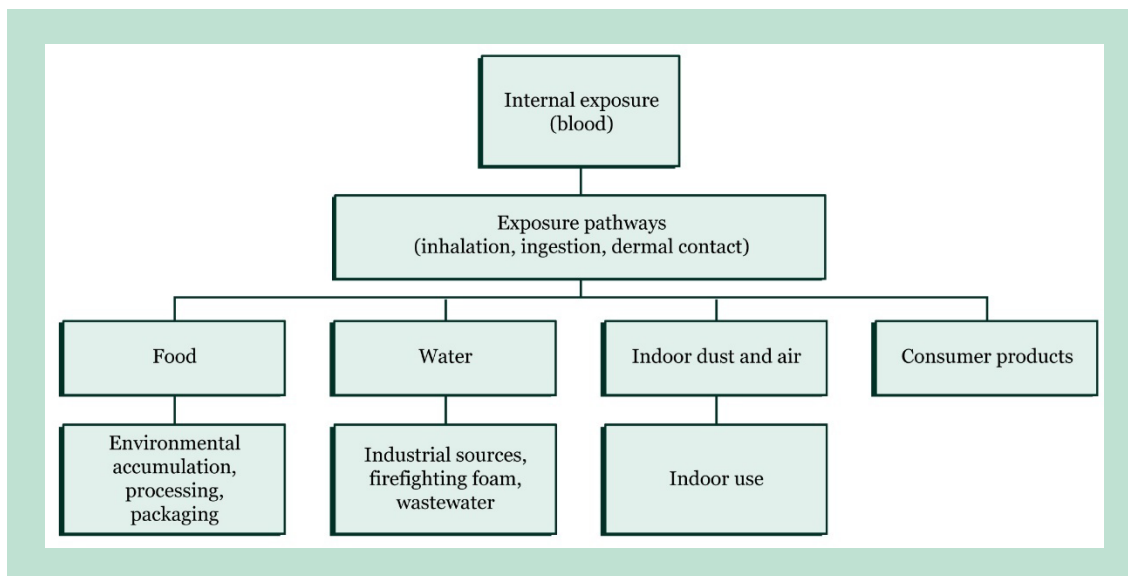 Internal exposure
(blood)
Exposure pathways
(inhalation, ingestion, dermal contact)
Food
Water
Indoor dust and air
Consumer products
Environmental
accumulation,
processing,
packaging
Industrial sources,
firefighting foam,
wastewater
Indoor use